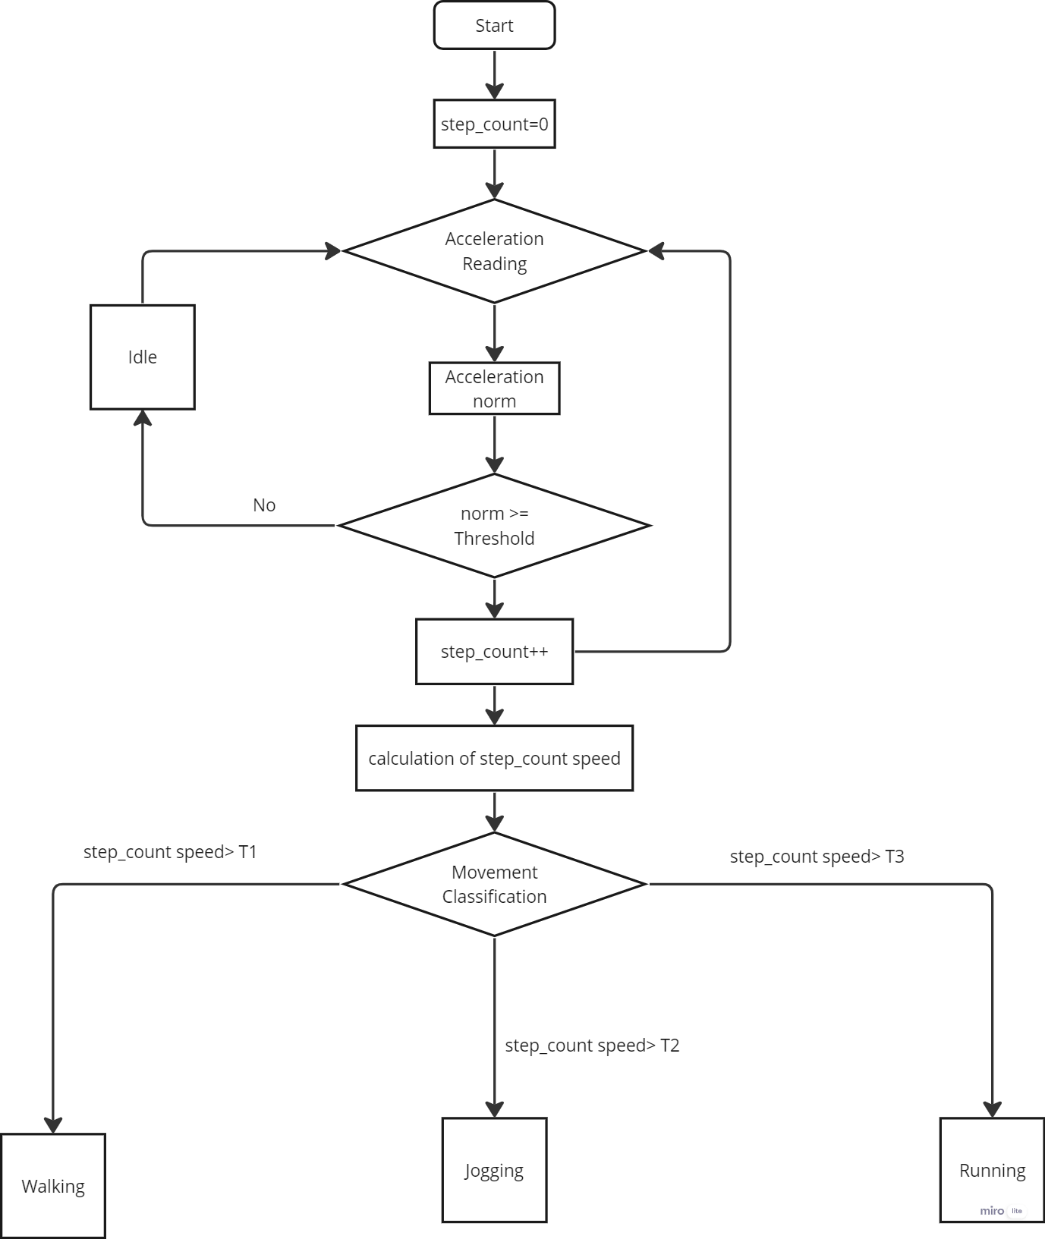 Start
step_count=0
Acceleration
Reading
Idle
Acceleration
norm
No
norm >=
Threshold
step_count++
calculation of step_count speed
step_count speed> T1
Movement
Classification
step_count speed> T3
step_count speed> T2
Walking
Jogging
Running
miro lite